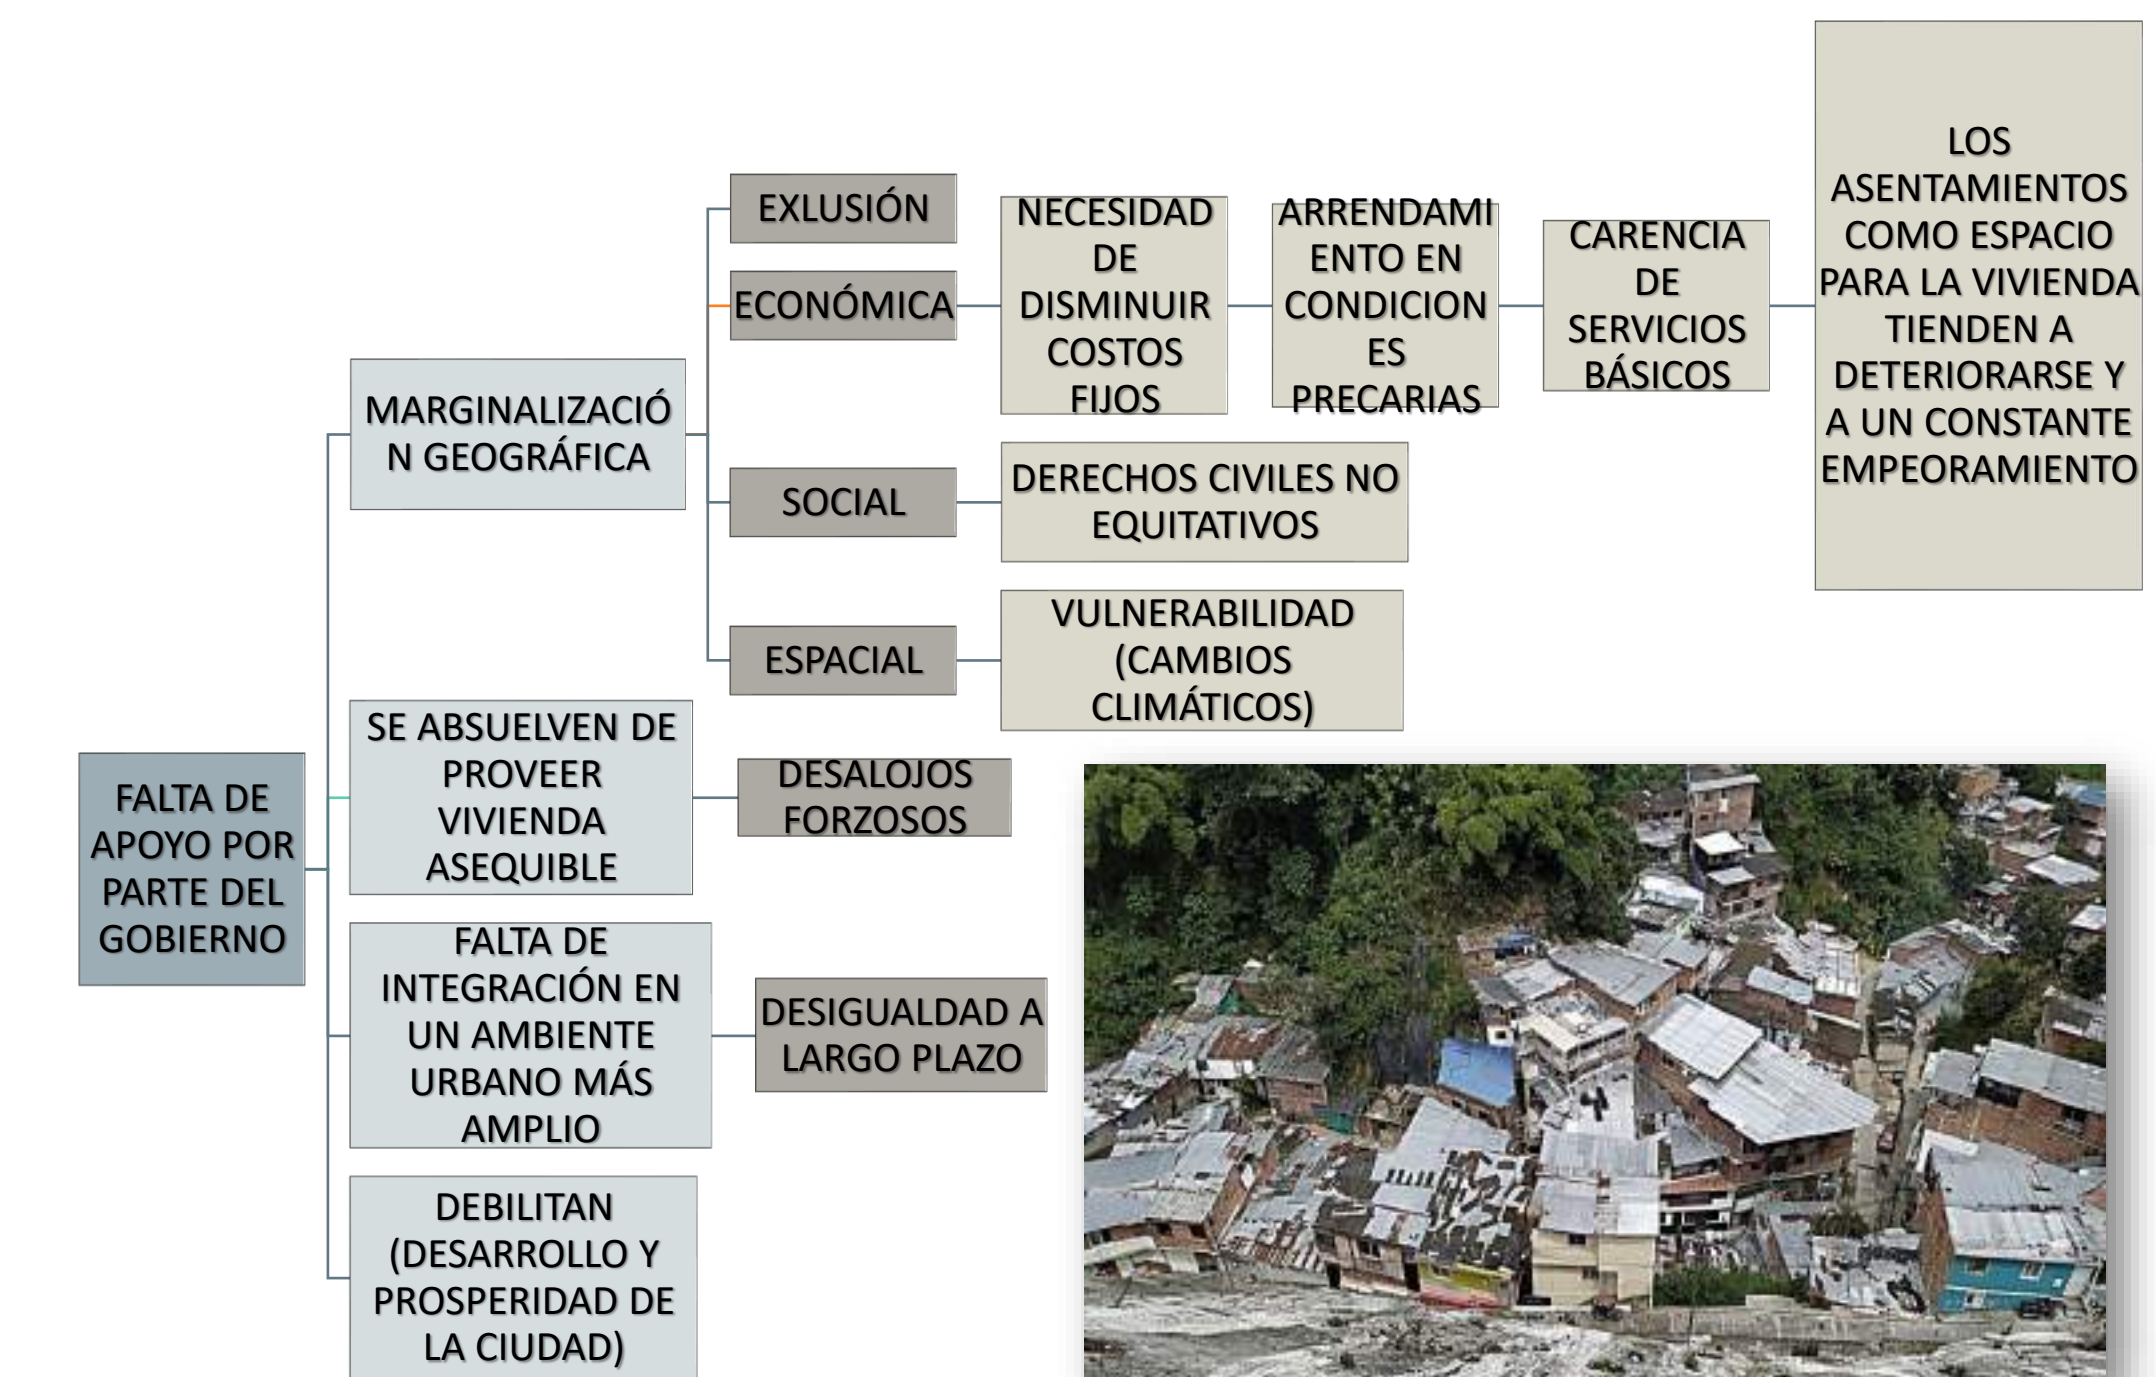 FALTA DE
APOYO POR
PARTE DEL
GOBIERNO
MARGINALIZACIÓ
N GEOGRÁFICA
EXLUSIÓN
ECONÓMICA
NECESIDAD
DE
DISMINUIR
COSTOS
FIJOS
ARRENDAMI
ENTO EN
CONDICION
ES
PRECARIAS
CARENCIA
DE
SERVICIOS
BÁSICOS
LOS
ASENTAMIENTOS
COMO ESPACIO
PARA LA VIVIENDA
TIENDEN A
DETERIORARSE Y
A UN CONSTANTE
EMPEORAMIENTO
SOCIAL
DERECHOS CIVILES NO
EQUITATIVOS
ESPACIAL
VULNERABILIDAD
(CAMBIOS
CLIMÁTICOS)
SE ABSUELVEN DE
PROVEER
VIVIENDA
ASEQUIBLE
DESALOJOS
FORZOSOS
FALTA DE
INTEGRACIÓN EN
UN AMBIENTE
URBANO MÁS
AMPLIO
DESIGUALDAD A
LARGO PLAZO
DEBILITAN
(DESARROLLO Y
PROSPERIDAD DE
LA CIUDAD)